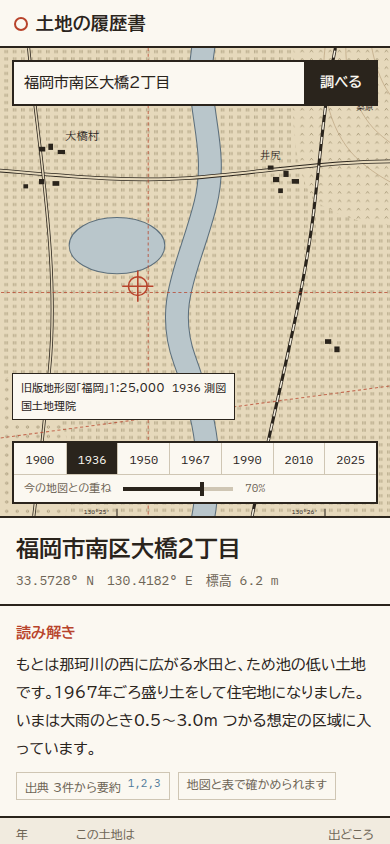 土地の履歴書
福岡市南区大橋2丁目
調べる
大橋村
井尻
旧版地形図「福岡」1:25,000 1936 測図
国土地理院
1900 1936 1950 1967 1990 2010 2025
今の地図との重ね 70%
130°25' 130°26'
福岡市南区大橋2丁目
33.5728° N 130.4182° E 標高 6.2 m
読み解き
もとは那珂川の西に広がる水田と、ため池の低い土地
です。1967年ごろ盛り土をして住宅地になりました。
いまは大雨のとき0.5〜3.0m つかる想定の区域に入
っています。
出典 3件から要約 1,2,3
地図と表で確かめられます
年 この土地は 出どころ